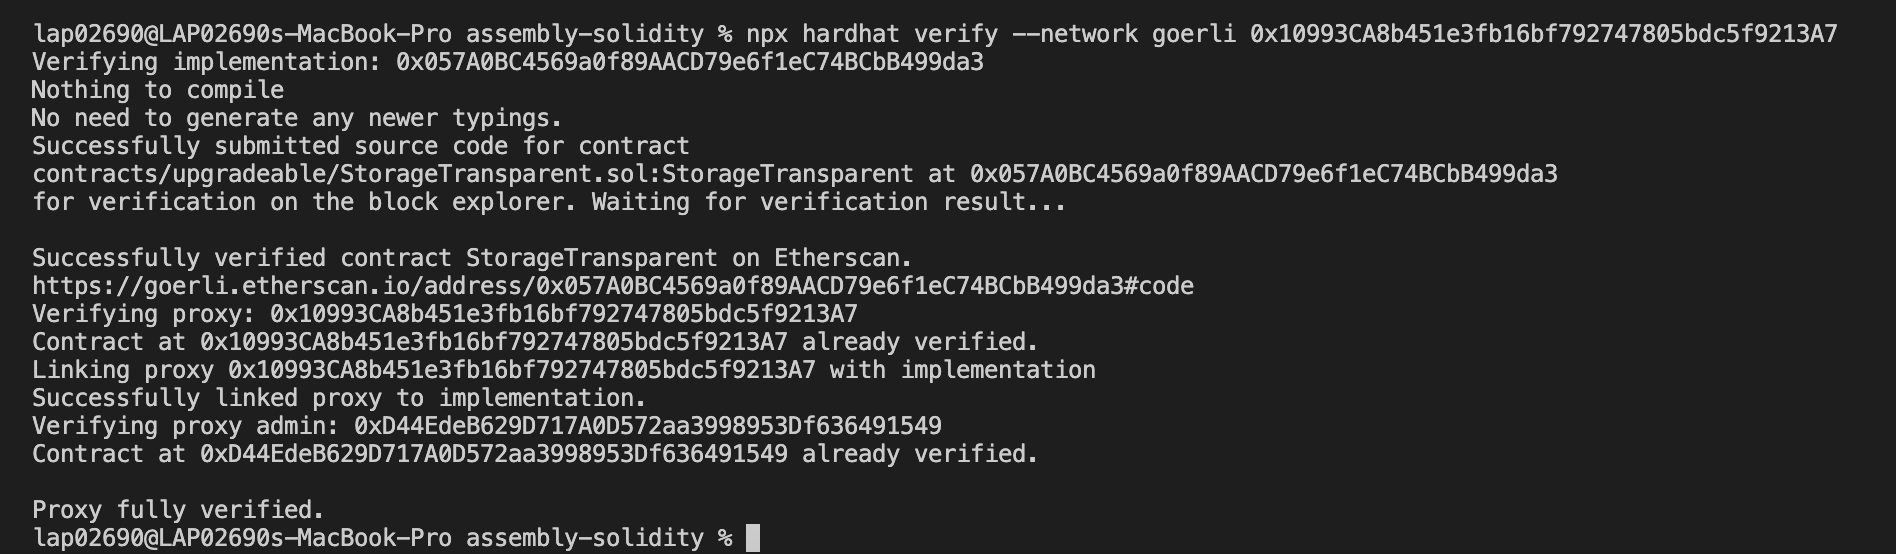 lap02690@LAP02690s-MacBook-Pro assembly-solidity % npx hardhat verify --network goerli 0x10993CA8b451e3fb16bf792747805bdc5f9213A7
Verifying implementation: 0x057A0BC4569a0f89AACD79e6f1eC74BCbB499da3
Nothing to compile
No need to generate any newer typings.
Successfully submitted source code for contract
contracts/upgradeable/StorageTransparent.sol:StorageTransparent at 0x057A0BC4569a0f89AACD79e6f1eC74BCbB499da3
for verification on the block explorer. Waiting for verification result...
Successfully verified contract StorageTransparent on Etherscan.
https://goerli.etherscan.io/address/0x057A0BC4569a0f89AACD79e6f1eC74BCbB499da3#code
Verifying proxy: 0x10993CA8b451e3fb16bf792747805bdc5f9213A7
Contract at 0x10993CA8b451e3fb16bf792747805bdc5f9213A7 already verified.
Linking proxy 0x10993CA8b451e3fb16bf792747805bdc5f9213A7 with implementation
Successfully linked proxy to implementation.
Verifying proxy admin: 0xD44EdeB629D717A0D572aa3998953Df636491549
Contract at 0xD44EdeB629D717A0D572aa3998953Df636491549 already verified.
Proxy fully verified.
lap02690@LAP02690s-MacBook-Pro assembly-solidity %